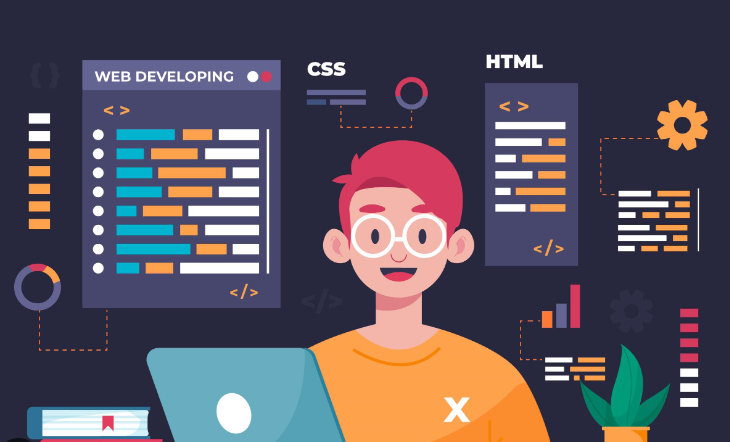 { }
WEB DEVELOPING
CSS
HTML
< >
< >
</>
</>
</>
X